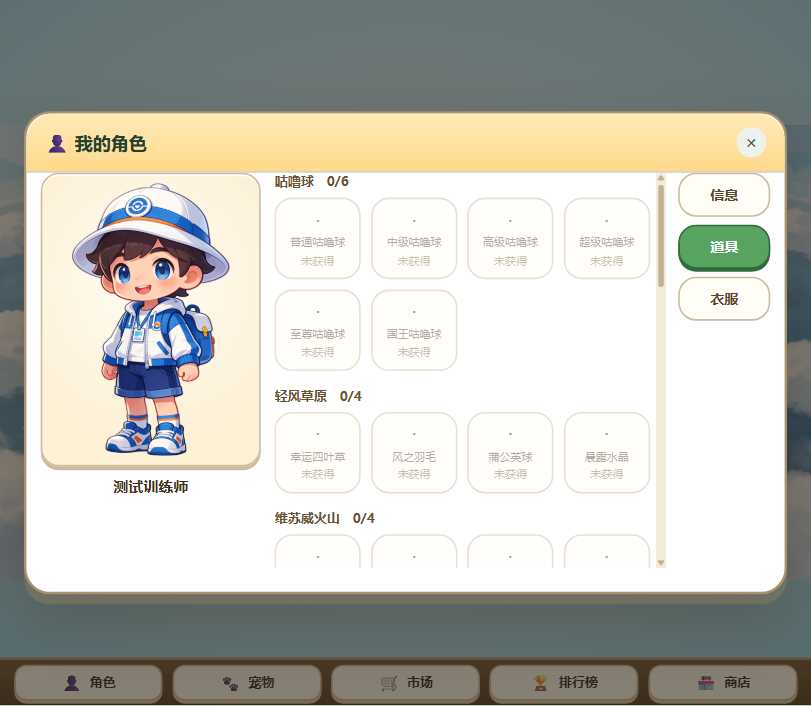 我的角色
×
咕噜球 0/6
普通咕噜球
未获得
中级咕噜球
未获得
高级咕噜球
未获得
超级咕噜球
未获得
至尊咕噜球
未获得
国王咕噜球
未获得
轻风草原 0/4
幸运四叶草
未获得
风之羽毛
未获得
蒲公英球
未获得
晨露水晶
未获得
维苏威火山 0/4
测试训练师
信息
道具
衣服
角色
宠物
市场
排行榜
商店